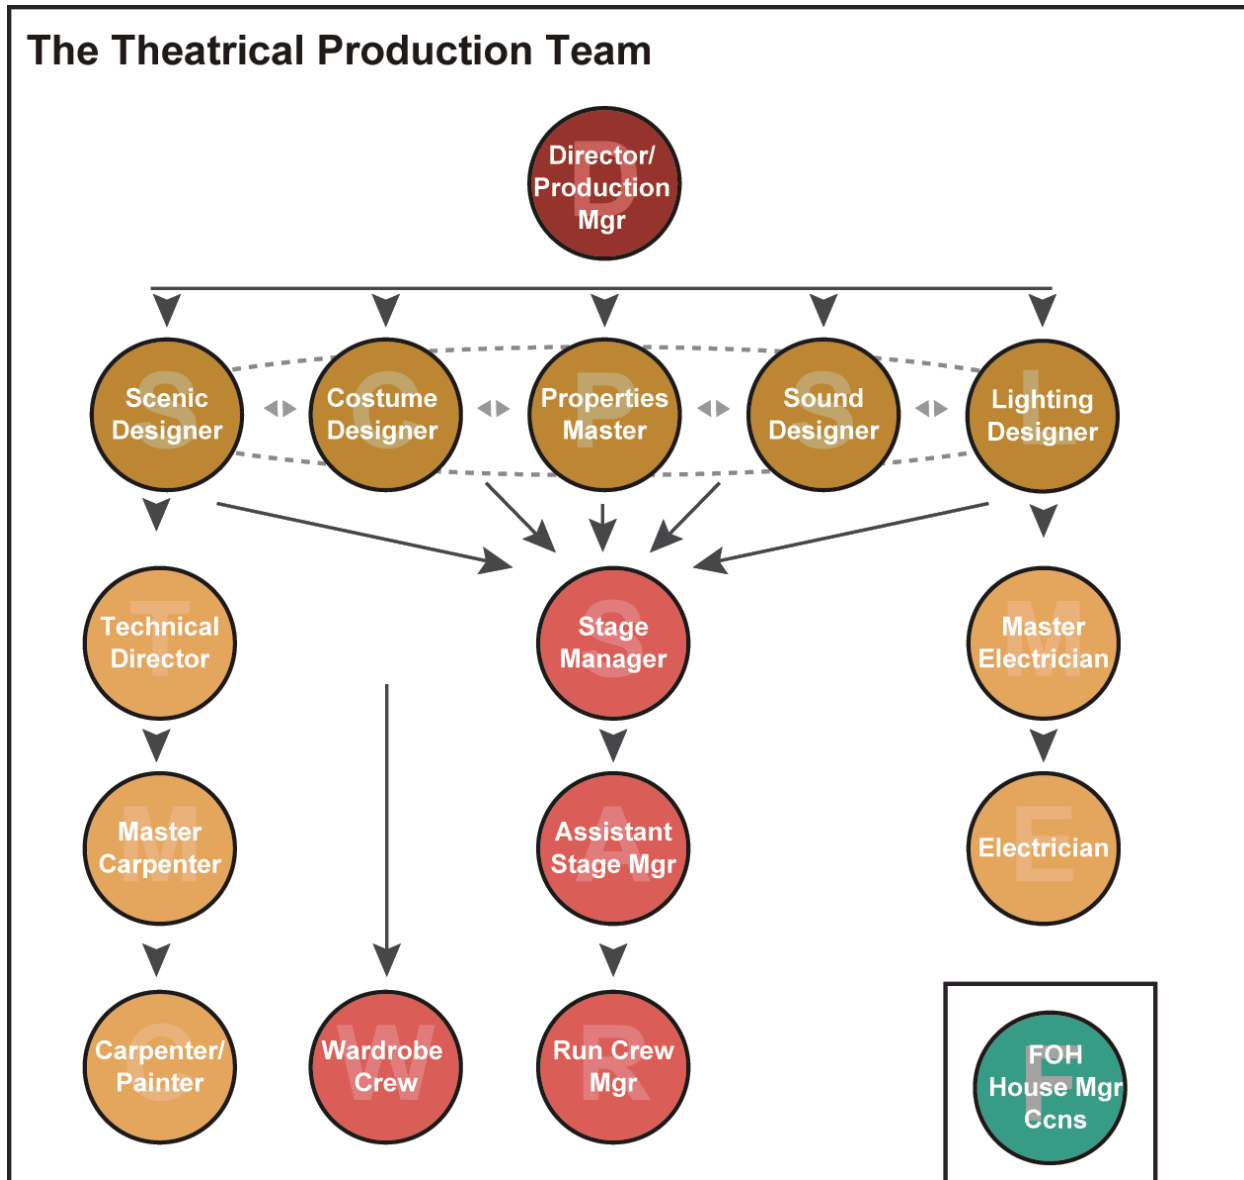 The Theatrical Production Team
D
Director/
Production
Mgr
S
Scenic
Designer
C
Costume
Designer
P
Properties
Master
S
Sound
Designer
L
Lighting
Designer
T
Technical
Director
S
Stage
Manager
M
Master
Electrician
M
Master
Carpenter
A
Assistant
Stage Mgr
E
Electrician
C
Carpenter/
Painter
W
Wardrobe
Crew
R
Run Crew
Mgr
F
FOH
House Mgr
Ccns